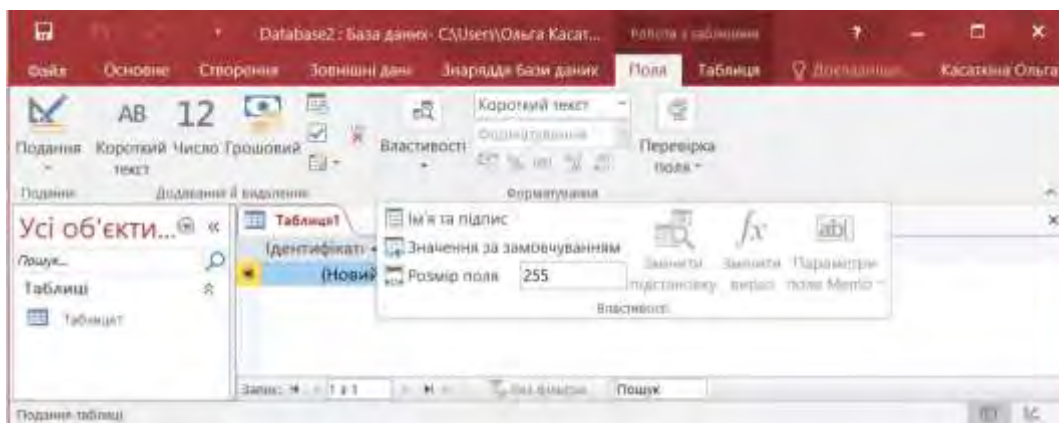 Database2 : База даних- C:\Users\Ольга Касат... Робота з таблицями ?
Файл Основне Створення Зовнішні дані Знаряддя бази даних Поля Таблиця Касаткіна Ольга
Подання AB Короткий текст 12 Число Грошовий Властивості Короткий текст Перевірка поля
Форматування
Подання Додавання й видалення Форматування
Усі об'єкти... «
Пошук...
Таблиці
Таблиця1
Таблиця1
Ідентифікат
(Новий
Ім'я та підпис
Значення за замовчуванням
Розмір поля 255
Змінити підстановку
fx Змінити вираз
ab| Параметри поля Memo
Властивості
Запис: 1 з 1 Без фільтра Пошук
Подання таблиці